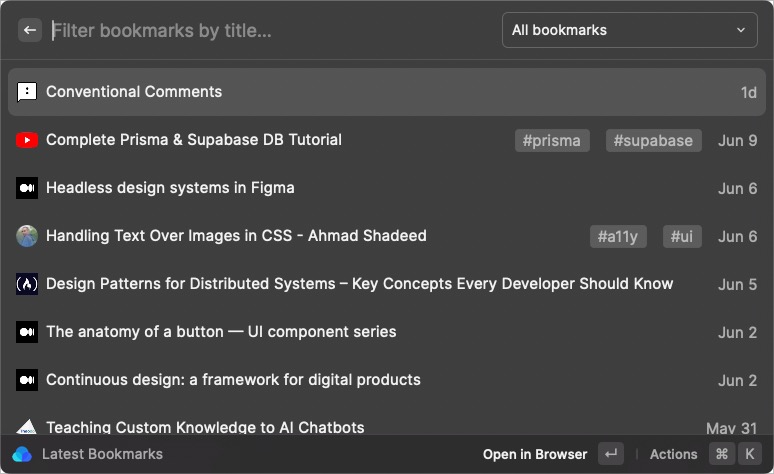 Filter bookmarks by title...
All bookmarks
Conventional Comments 1d
Complete Prisma & Supabase DB Tutorial #prisma #supabase Jun 9
Headless design systems in Figma Jun 6
Handling Text Over Images in CSS - Ahmad Shadeed #a11y #ui Jun 6
Design Patterns for Distributed Systems – Key Concepts Every Developer Should Know Jun 5
The anatomy of a button — UI component series Jun 2
Continuous design: a framework for digital products Jun 2
Teaching Custom Knowledge to AI Chatbots May 31
Latest Bookmarks Open in Browser ↵ Actions ⌘ K